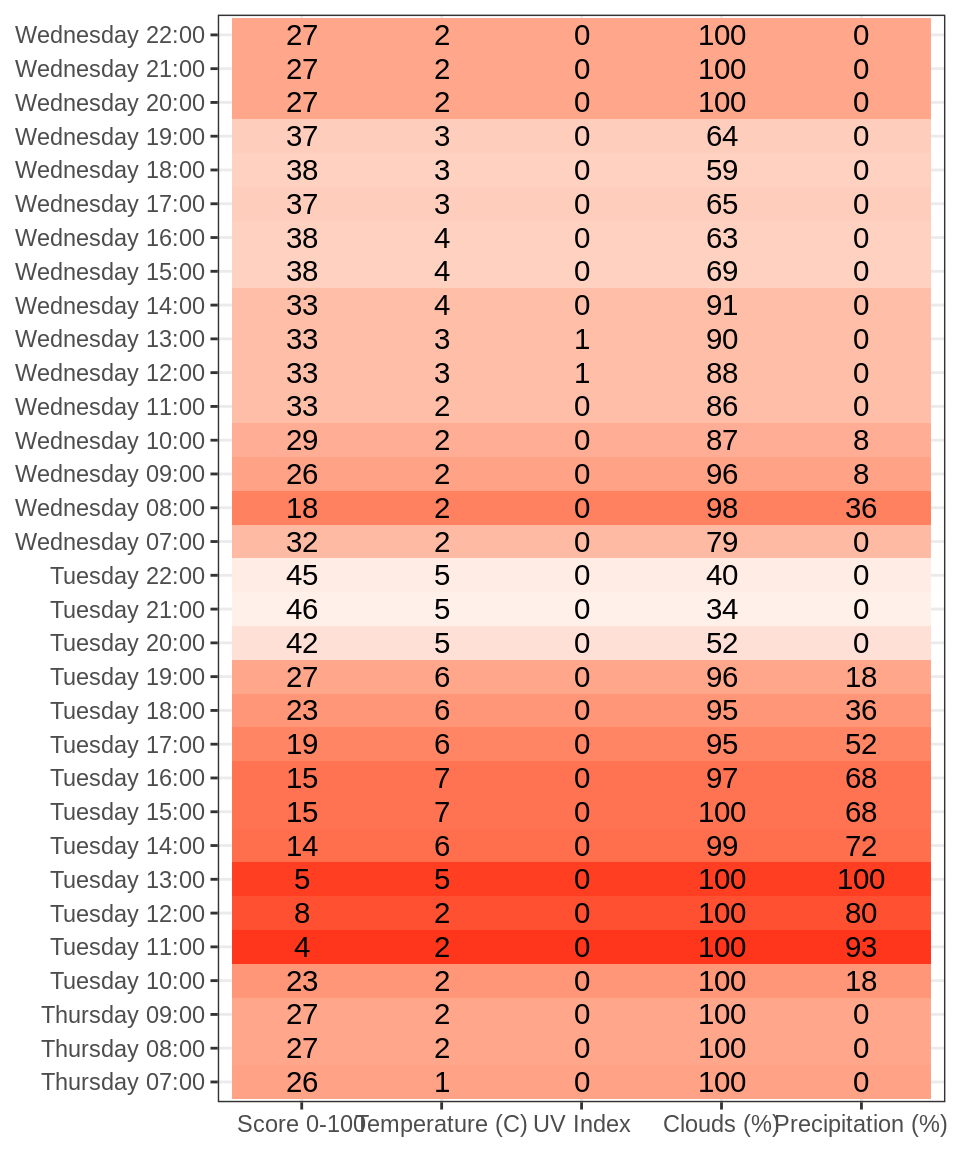 Wednesday 22:00 27 2 0 100 0
Wednesday 21:00 27 2 0 100 0
Wednesday 20:00 27 2 0 100 0
Wednesday 19:00 37 3 0 64 0
Wednesday 18:00 38 3 0 59 0
Wednesday 17:00 37 3 0 65 0
Wednesday 16:00 38 4 0 63 0
Wednesday 15:00 38 4 0 69 0
Wednesday 14:00 33 4 0 91 0
Wednesday 13:00 33 3 1 90 0
Wednesday 12:00 33 3 1 88 0
Wednesday 11:00 33 2 0 86 0
Wednesday 10:00 29 2 0 87 8
Wednesday 09:00 26 2 0 96 8
Wednesday 08:00 18 2 0 98 36
Wednesday 07:00 32 2 0 79 0
Tuesday 22:00 45 5 0 40 0
Tuesday 21:00 46 5 0 34 0
Tuesday 20:00 42 5 0 52 0
Tuesday 19:00 27 6 0 96 18
Tuesday 18:00 23 6 0 95 36
Tuesday 17:00 19 6 0 95 52
Tuesday 16:00 15 7 0 97 68
Tuesday 15:00 15 7 0 100 68
Tuesday 14:00 14 6 0 99 72
Tuesday 13:00 5 5 0 100 100
Tuesday 12:00 8 2 0 100 80
Tuesday 11:00 4 2 0 100 93
Tuesday 10:00 23 2 0 100 18
Thursday 09:00 27 2 0 100 0
Thursday 08:00 27 2 0 100 0
Thursday 07:00 26 1 0 100 0
Score 0-100 Temperature (C) UV Index Clouds (%) Precipitation (%)